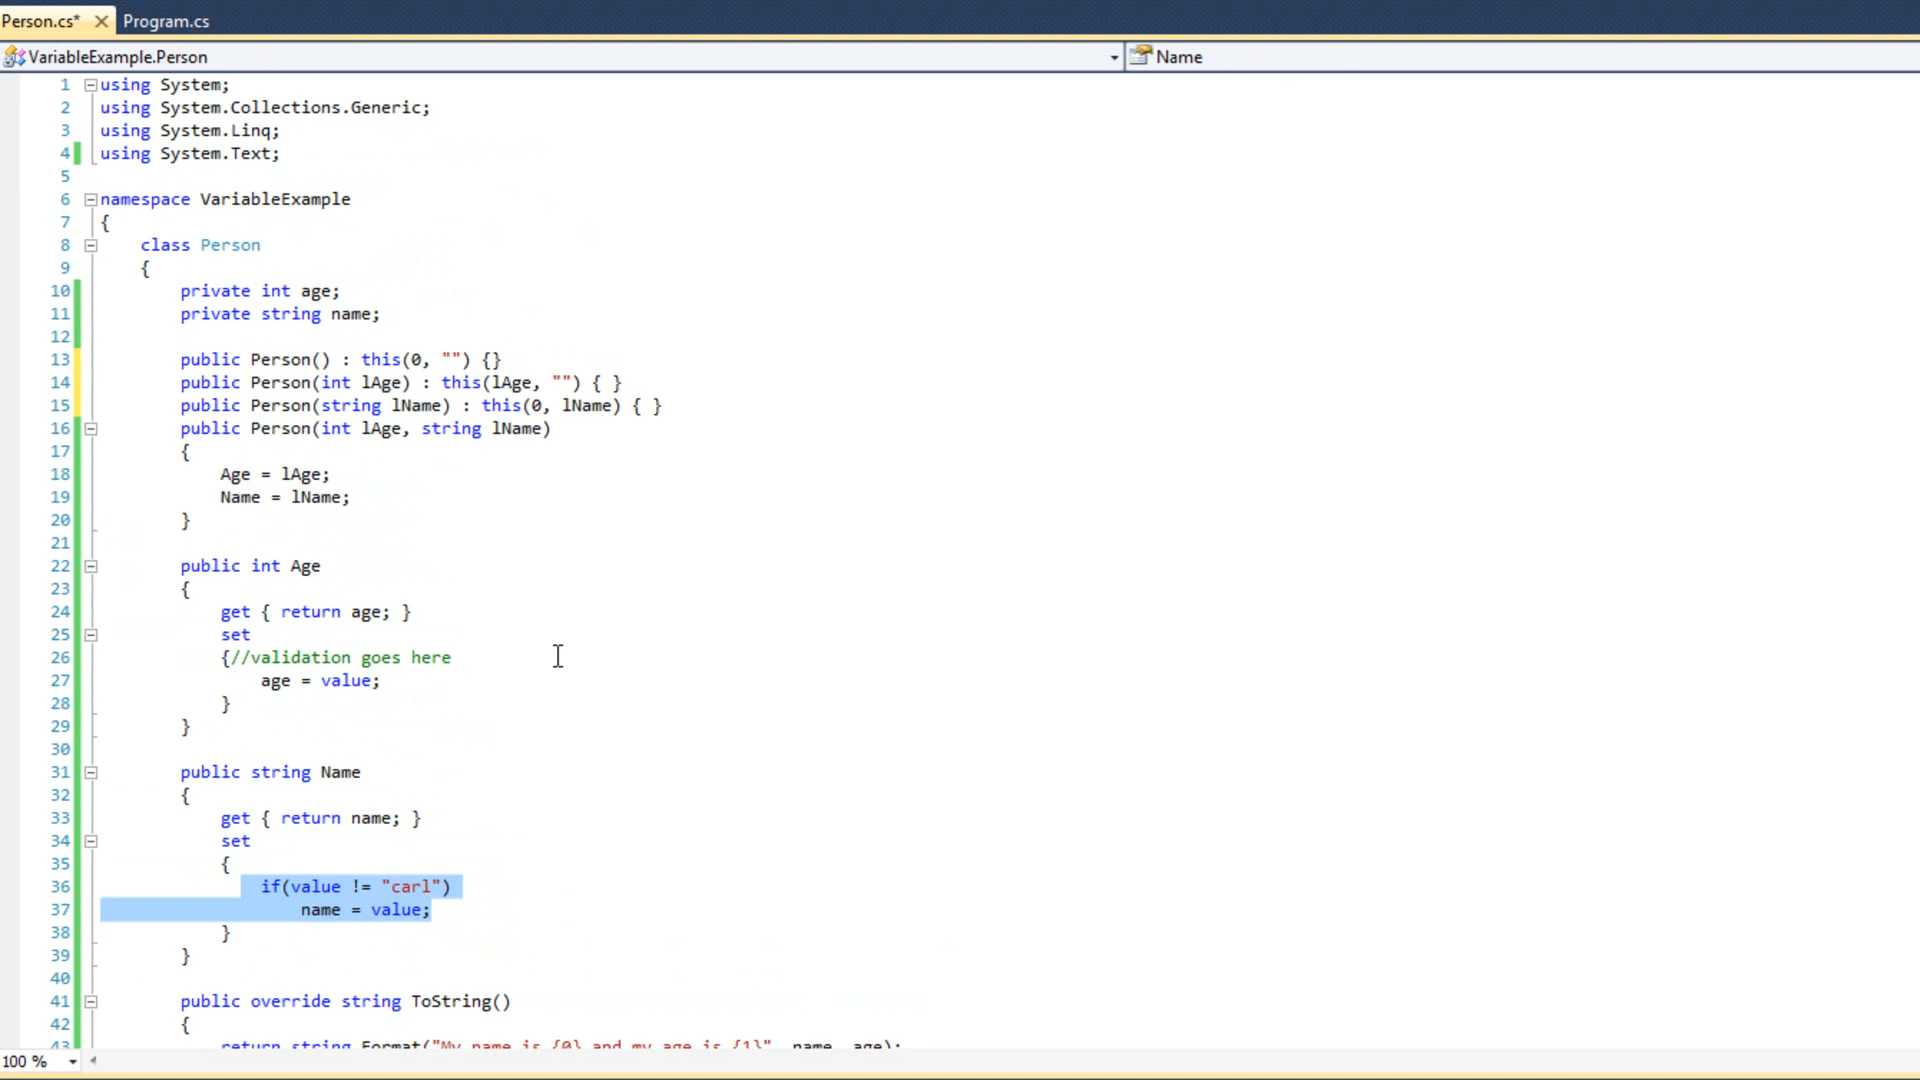 Person.cs* Program.cs
VariableExample.Person Name
1 using System;
2 using System.Collections.Generic;
3 using System.Linq;
4 using System.Text;
5
6 namespace VariableExample
7 {
8 class Person
9 {
10 private int age;
11 private string name;
12
13 public Person() : this(0, "") {}
14 public Person(int lAge) : this(lAge, "") { }
15 public Person(string lName) : this(0, lName) { }
16 public Person(int lAge, string lName)
17 {
18 Age = lAge;
19 Name = lName;
20 }
21
22 public int Age
23 {
24 get { return age; }
25 set
26 {//validation goes here
27 age = value;
28 }
29 }
30
31 public string Name
32 {
33 get { return name; }
34 set
35 {
36 if(value != "carl")
37 name = value;
38 }
39 }
40
41 public override string ToString()
42 {
43 return string.Format("My name is {0} and my age is {1}", name, age);
100 %